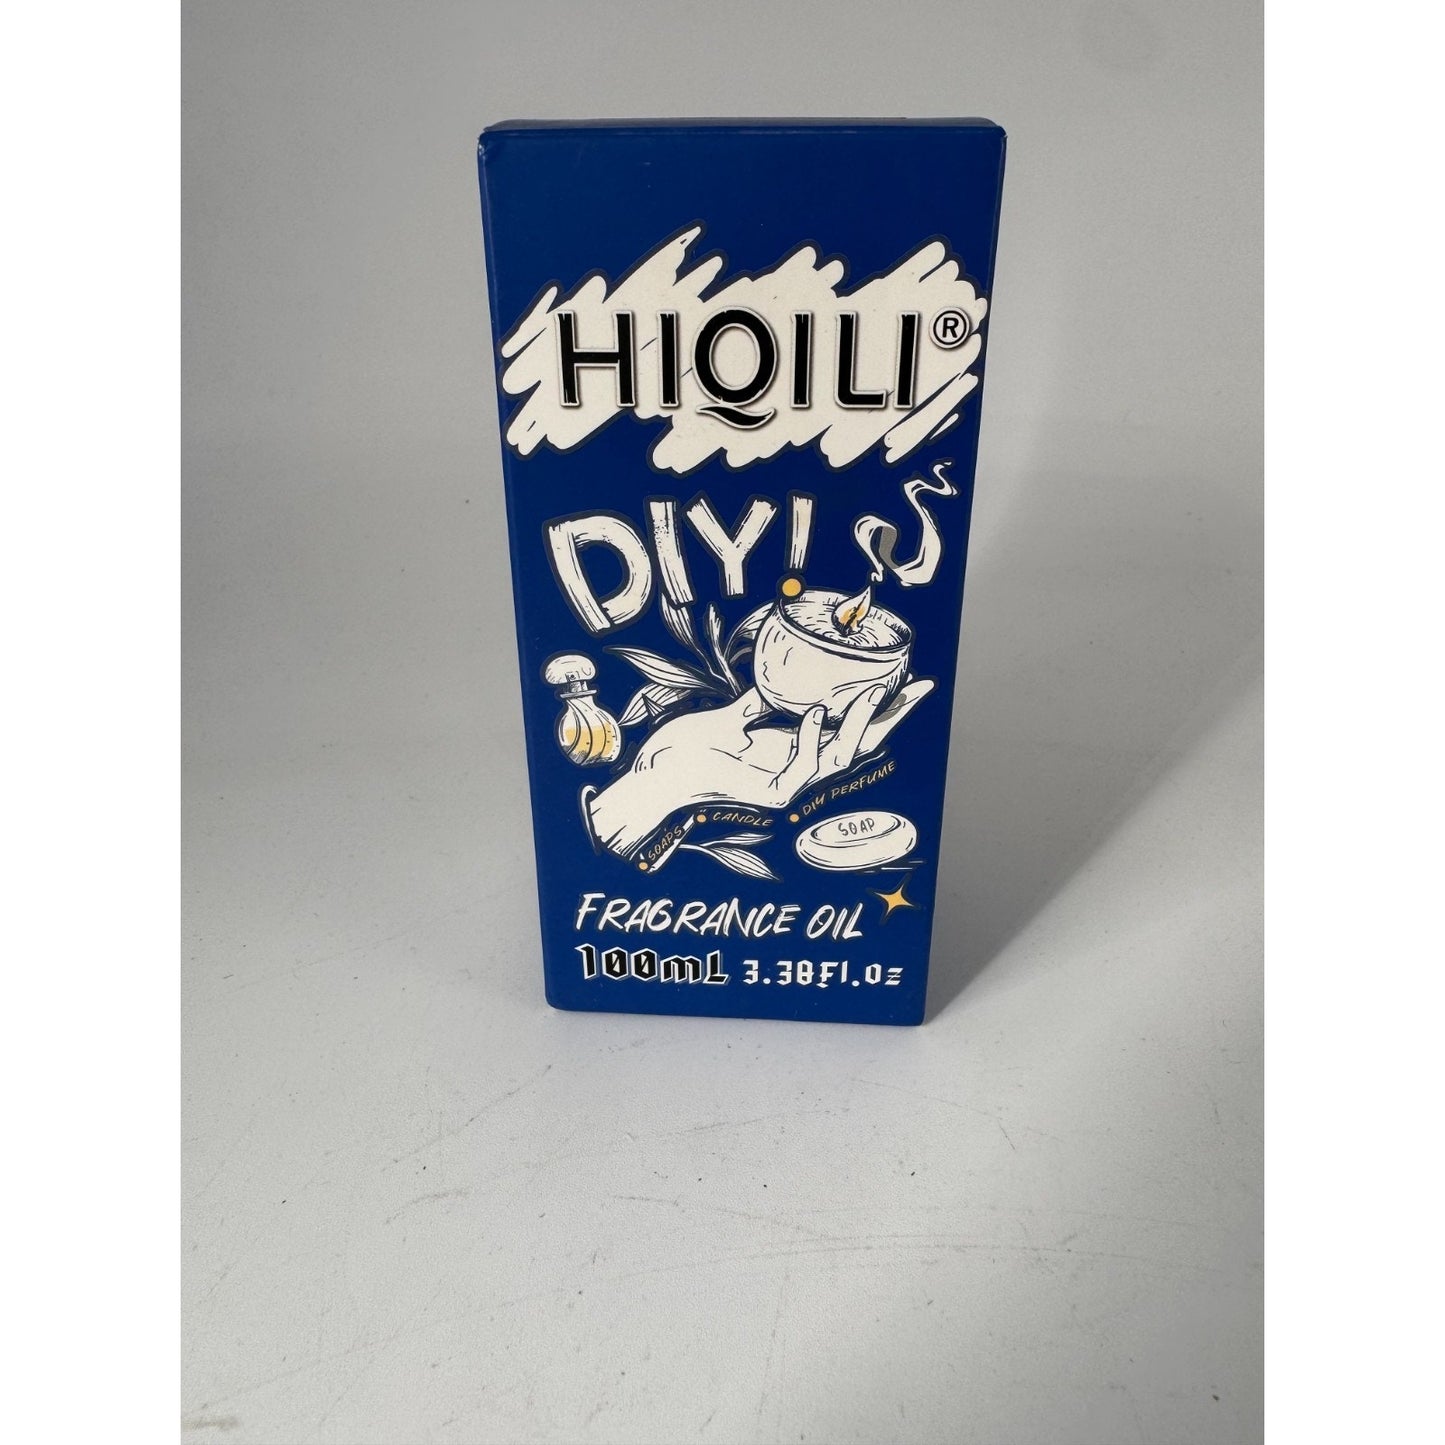 HIQILI®
DIY!
DIY PERFUME
CANDLE
SOAPS
SOAP
FRAGRANCE OIL
100mL 3.38Fl.Oz